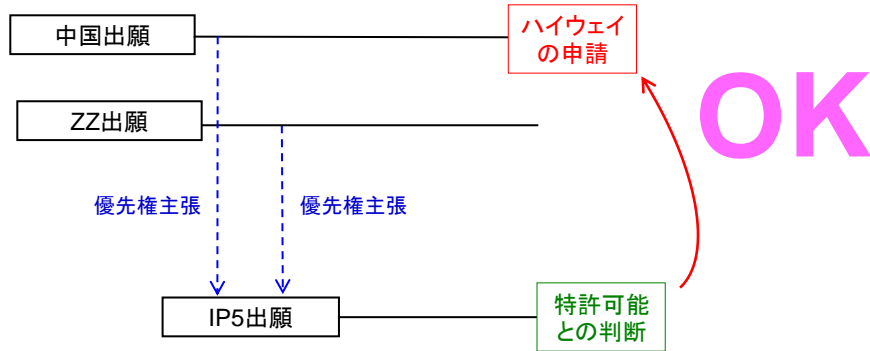 中国出願
ハイウェイ
の申請
OK
ZZ出願
優先権主張
優先権主張
IP5出願
特許可能
との判断